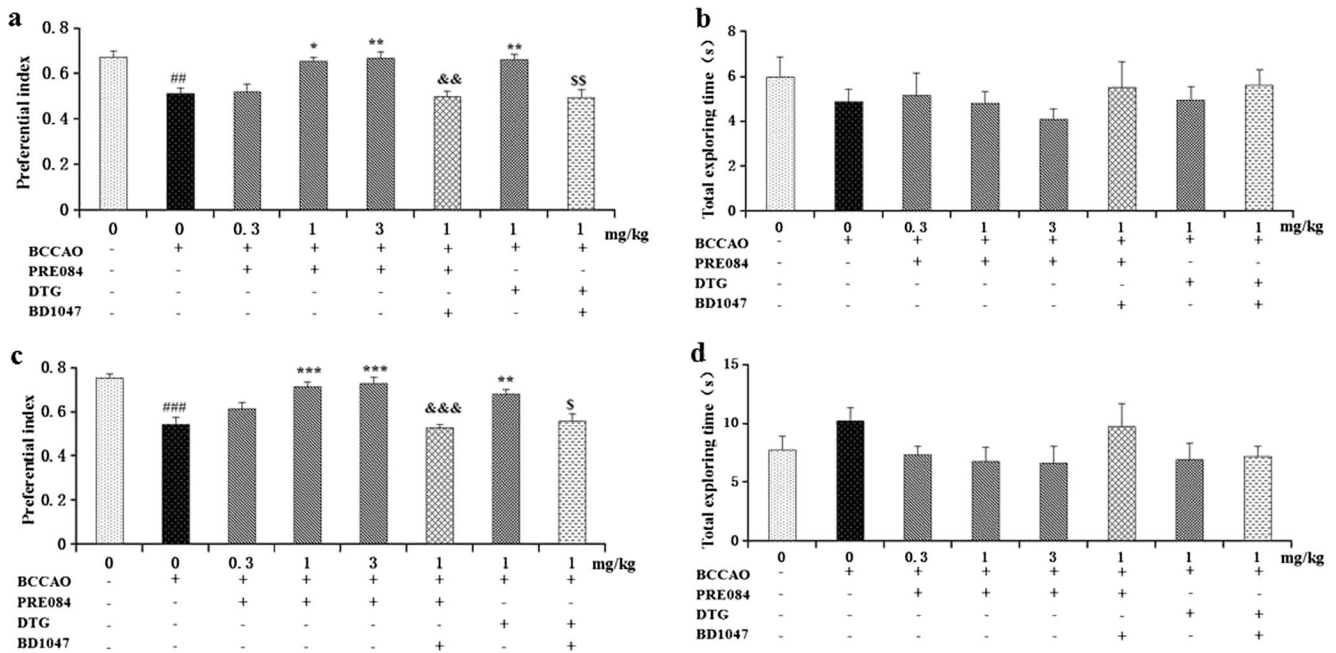 a
Preferential index
0.8
0.6
0.4
0.2
0
##
*
**
&&
**
$$
0 0 0.3 1 3 1 1 1 mg/kg
BCCAO - + + + + + + +
PRE084 - - + + + + - -
DTG - - - - - - + +
BD1047 - - - - - + - +
b
Total exploring time（s）
8
6
4
2
0
0 0 0.3 1 3 1 1 1 mg/kg
BCCAO - + + + + + + +
PRE084 - - + + + + - -
DTG - - - - - - + +
BD1047 - - - - - + - +
c
Preferential index
0.8
0.6
0.4
0.2
0
###
***
***
&&&
**
$
0 0 0.3 1 3 1 1 1 mg/kg
BCCAO - + + + + + + +
PRE084 - - + + + + - -
DTG - - - - - - + +
BD1047 - - - - - + - +
d
Total exploring time（s）
15
10
5
0
0 0 0.3 1 3 1 1 1 mg/kg
BCCAO - + + + + + + +
PRE084 - - + + + + - -
DTG - - - - - - + +
BD1047 - - - - - + - +